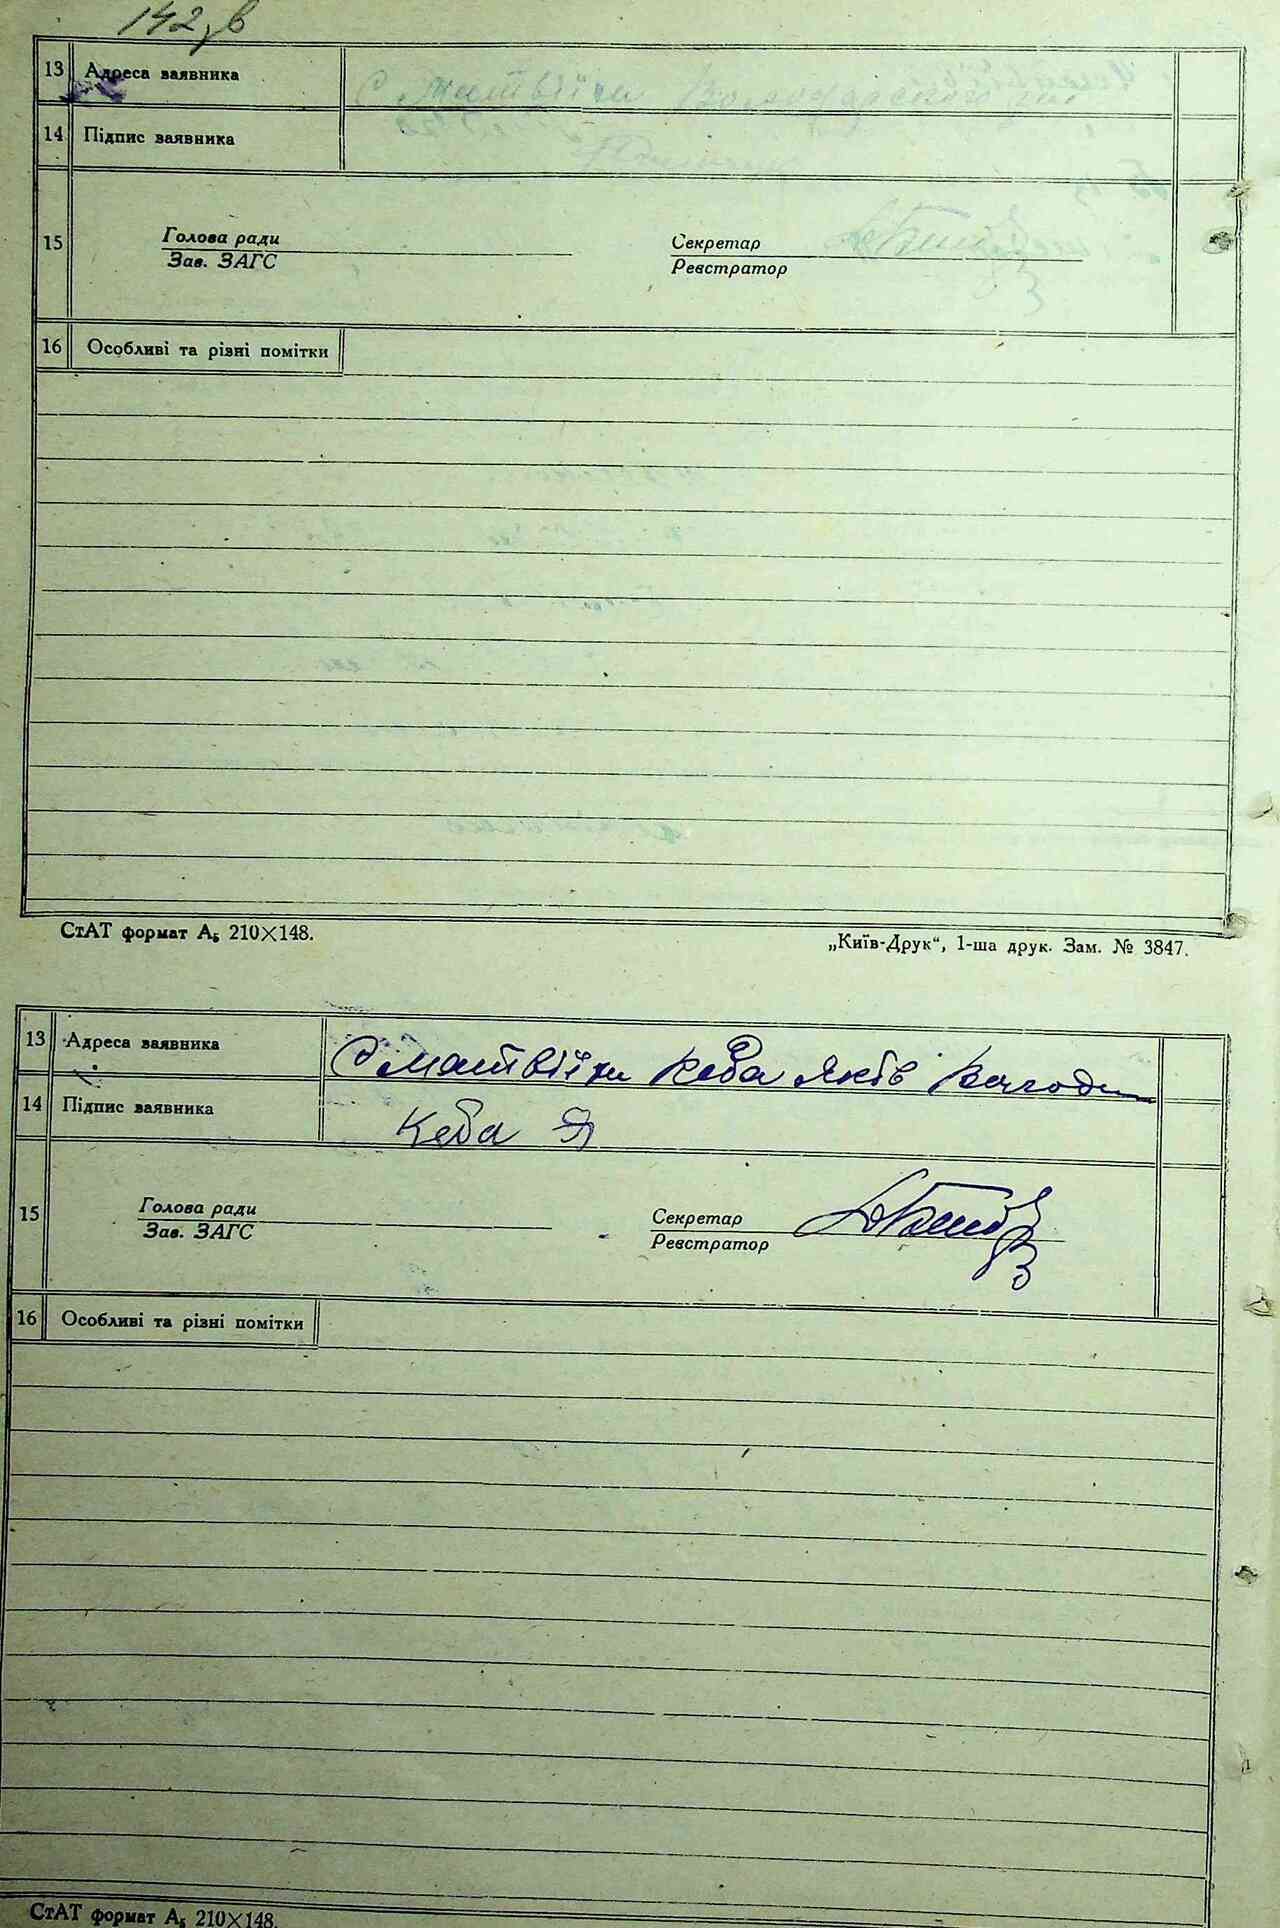 142, в
13 Адреса заявника с Матвійки
14 Підпис заявника
15 Голова ради Секретар
Зав. ЗАГС Реєстратор
16 Особливі та різні помітки
СтАТ формат А5 210×148.
„Київ-Друк“, 1-ша друк. Зам. № 3847.
13 Адреса заявника с Матвійки Кеба Яків
14 Підпис заявника Кеба Я
15 Голова ради Секретар
Зав. ЗАГС Реєстратор
16 Особливі та різні помітки
СтАТ формат А5 210×148.